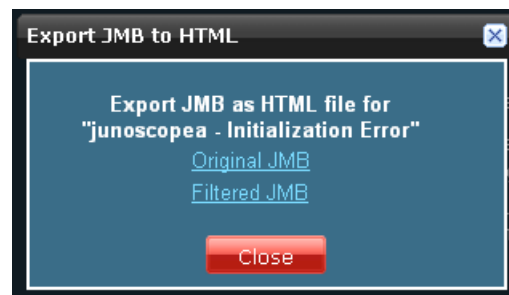 Export JMB to HTML
Export JMB as HTML file for
"junoscopea - Initialization Error"
Original JMB
Filtered JMB
Close